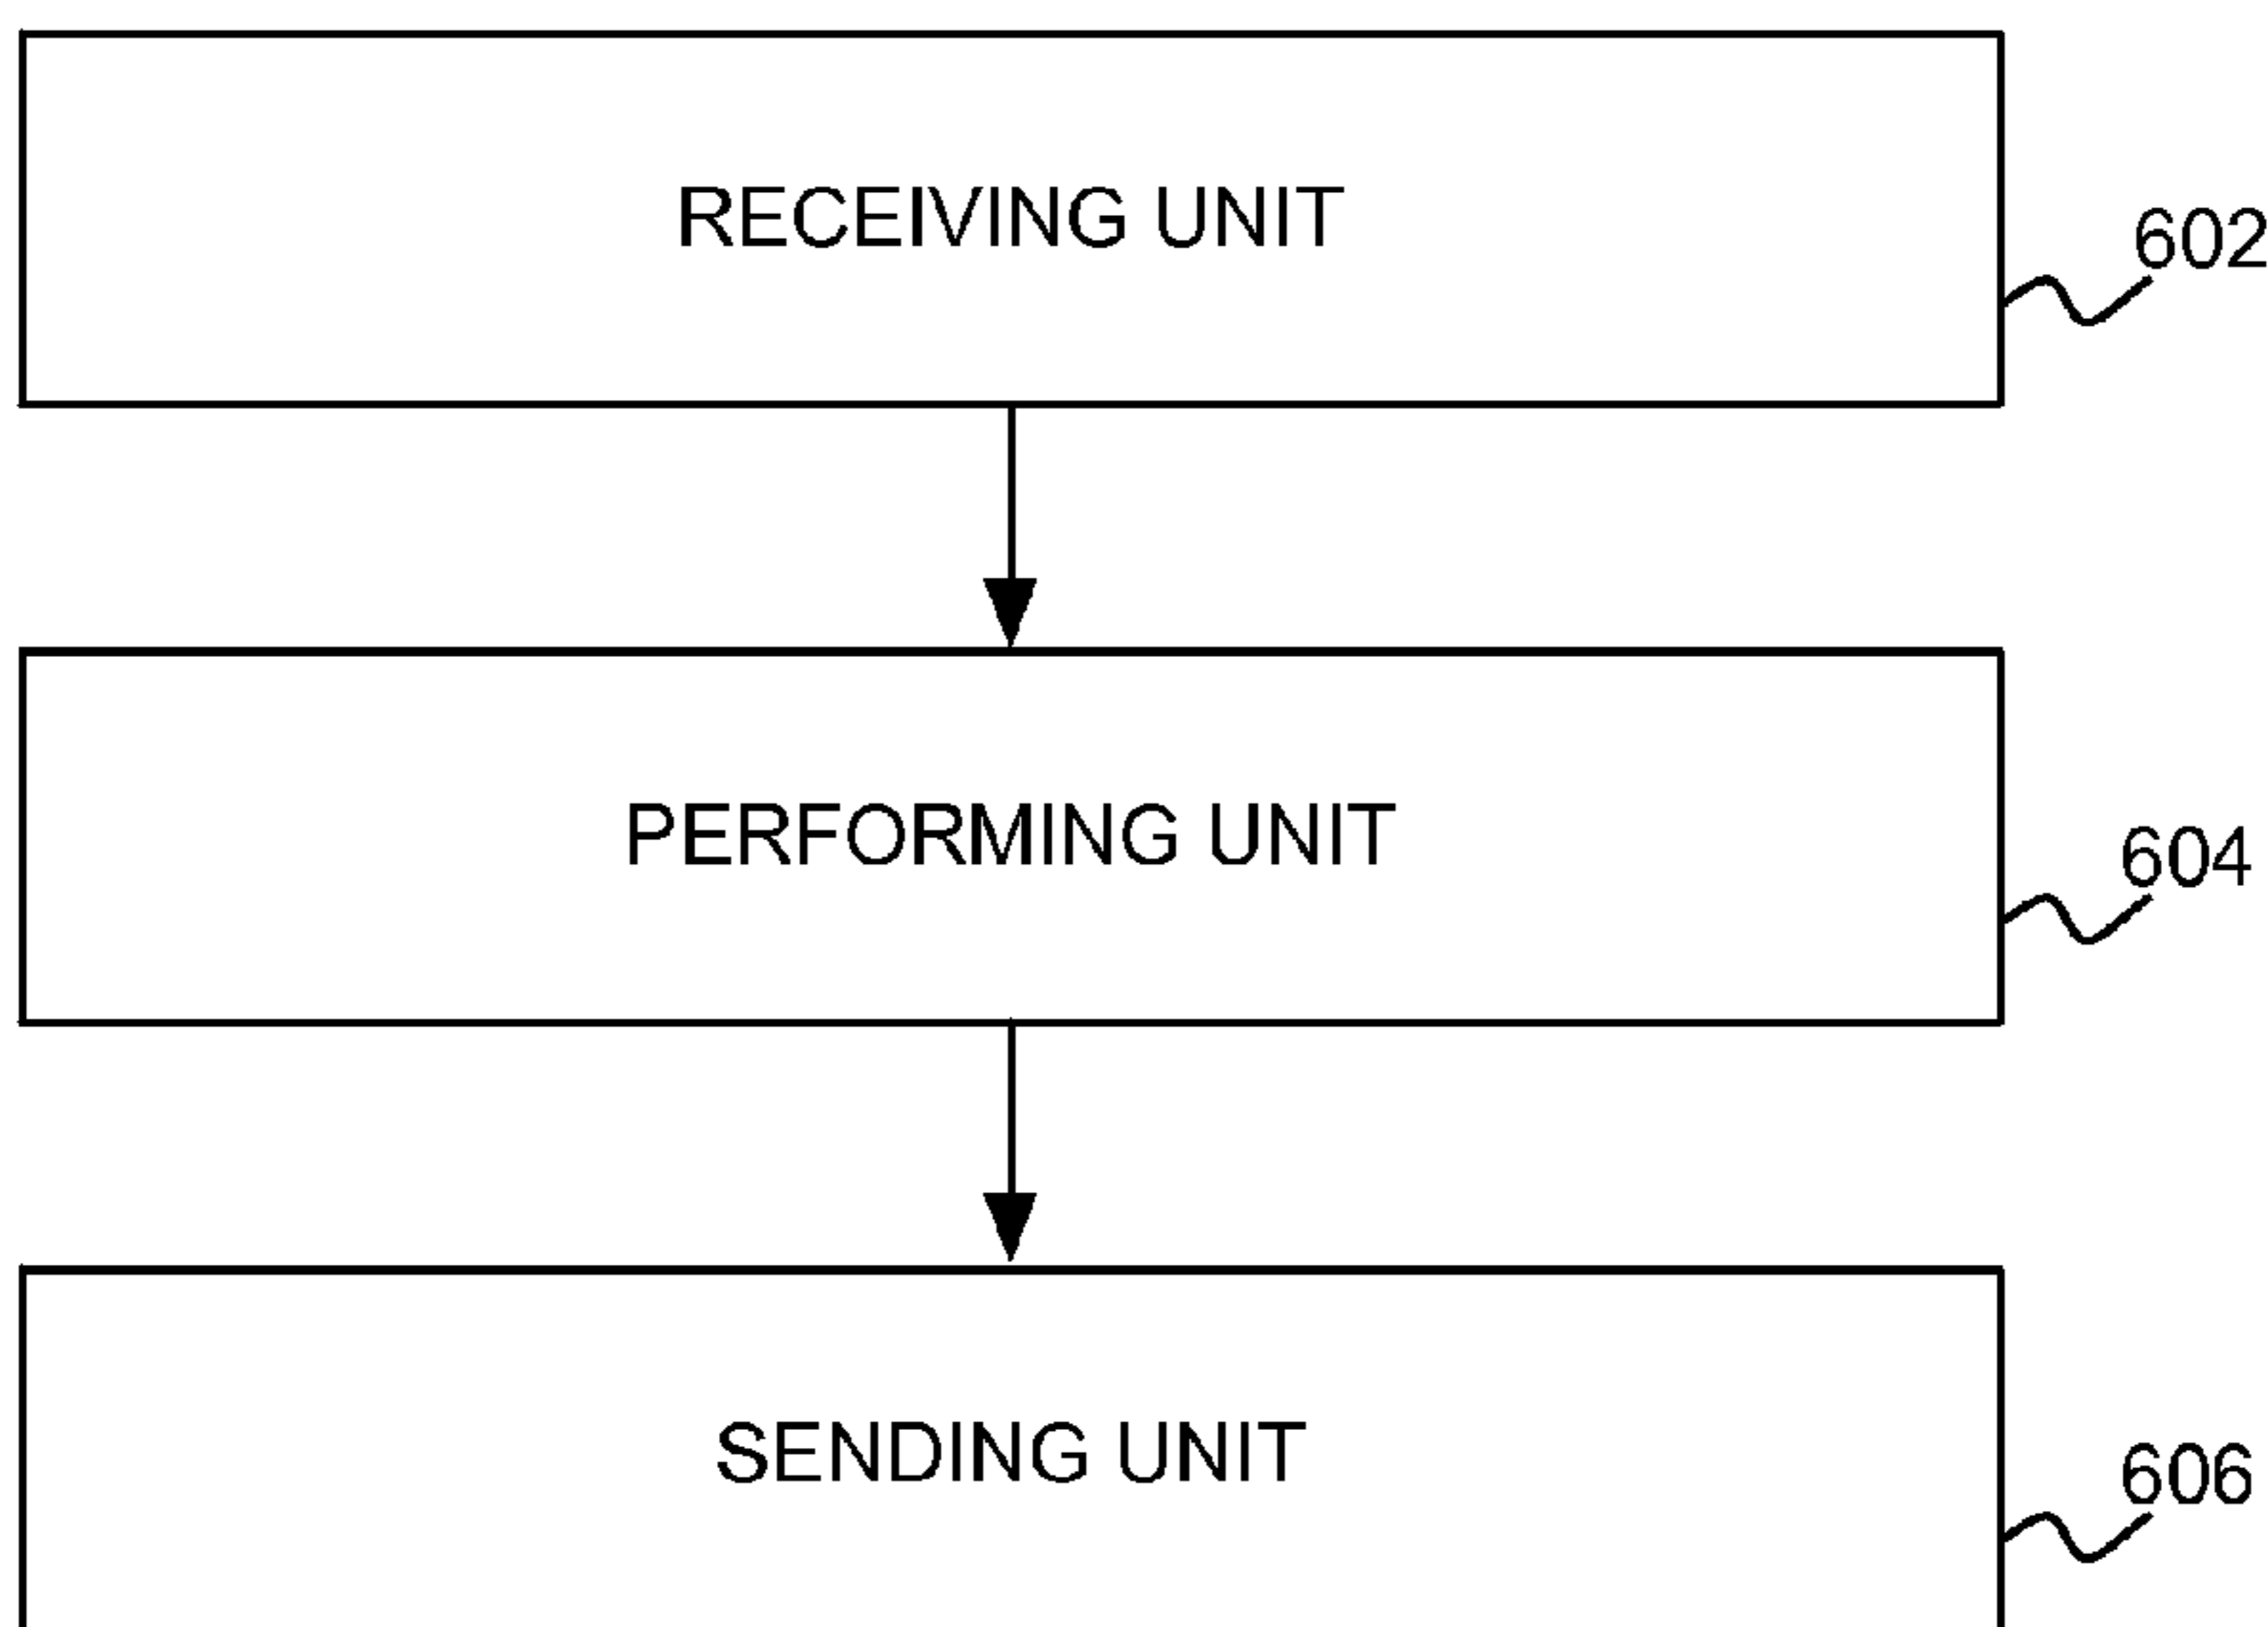 RECEIVING UNIT
602
PERFORMING UNIT
604
SENDING UNIT
606